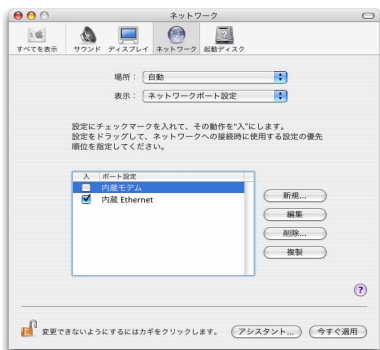 ネットワーク
すべてを表示 サウンド ディスプレイ ネットワーク 起動ディスク
場所： 自動
表示： ネットワークポート設定
設定にチェックマークを入れて、その動作を"入"にします。
設定をドラッグして、ネットワークへの接続時に使用する設定の優先
順位を指定してください。
入 ポート設定
内蔵モデム
内蔵 Ethernet
新規...
編集
削除...
複製
?
変更できないようにするにはカギをクリックします。 アシスタント... 今すぐ適用